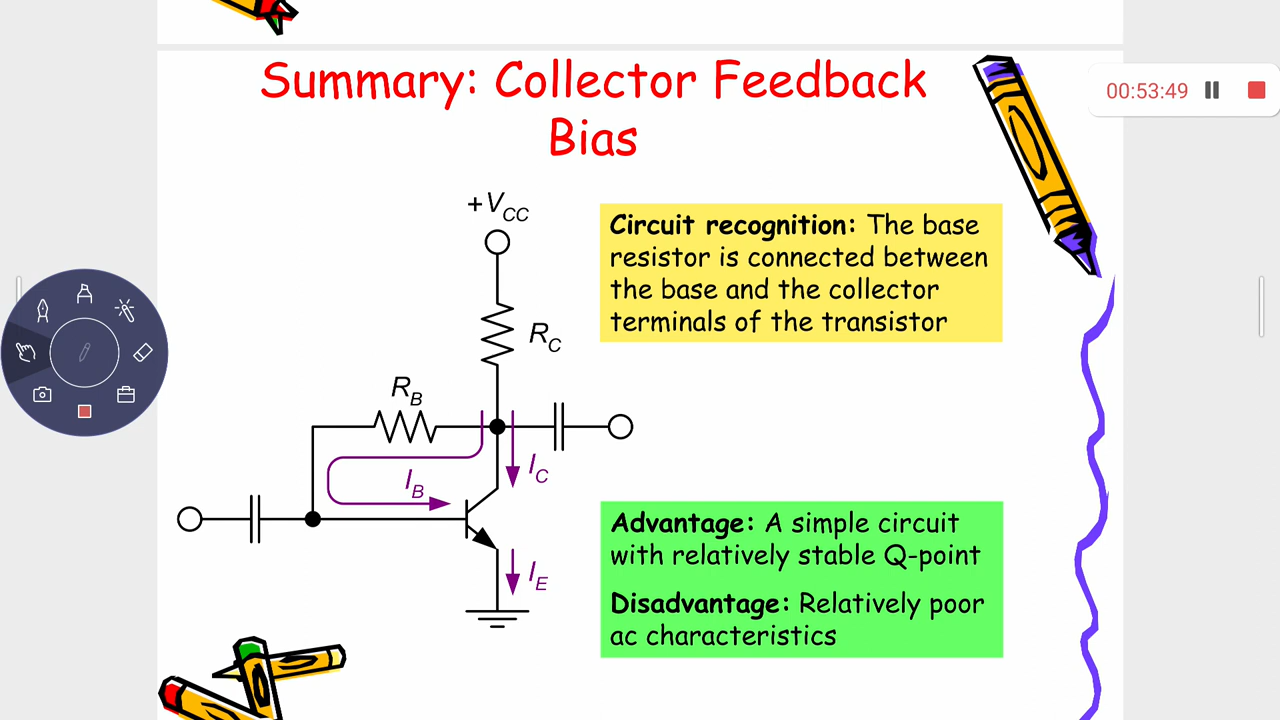 Summary: Collector Feedback
Bias
00:53:49
+VCC
Circuit recognition: The base
resistor is connected between
the base and the collector
terminals of the transistor
RC
RB
IC
IB
Advantage: A simple circuit
with relatively stable Q-point
IE
Disadvantage: Relatively poor
ac characteristics